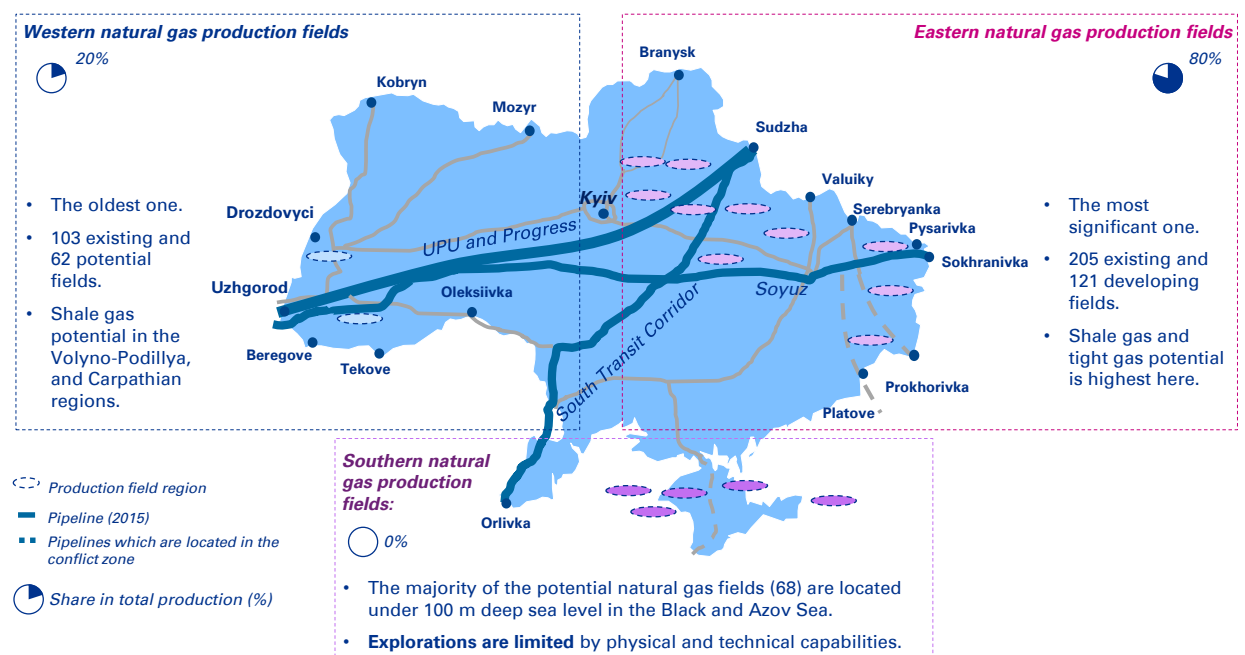 Western natural gas production fields
20%
Eastern natural gas production fields
80%
Branysk
Kobryn
Mozyr
Sudzha
Valuiky
Kyiv
Drozdovyci
Serebryanka
Pysarivka
Sokhranivka
UPU and Progress
Uzhgorod
Oleksiivka
Soyuz
Beregove
Tekove
South Transit Corridor
Prokhorivka
Platove
Orlivka
• The oldest one.
• 103 existing and
62 potential
fields.
• Shale gas
potential in the
Volyno-Podillya,
and Carpathian
regions.
• The most
significant one.
• 205 existing and
121 developing
fields.
• Shale gas and
tight gas potential
is highest here.
Production field region
Pipeline (2015)
Pipelines which are located in the
conflict zone
Share in total production (%)
Southern natural
gas production
fields:
0%
• The majority of the potential natural gas fields (68) are located
under 100 m deep sea level in the Black and Azov Sea.
• Explorations are limited by physical and technical capabilities.